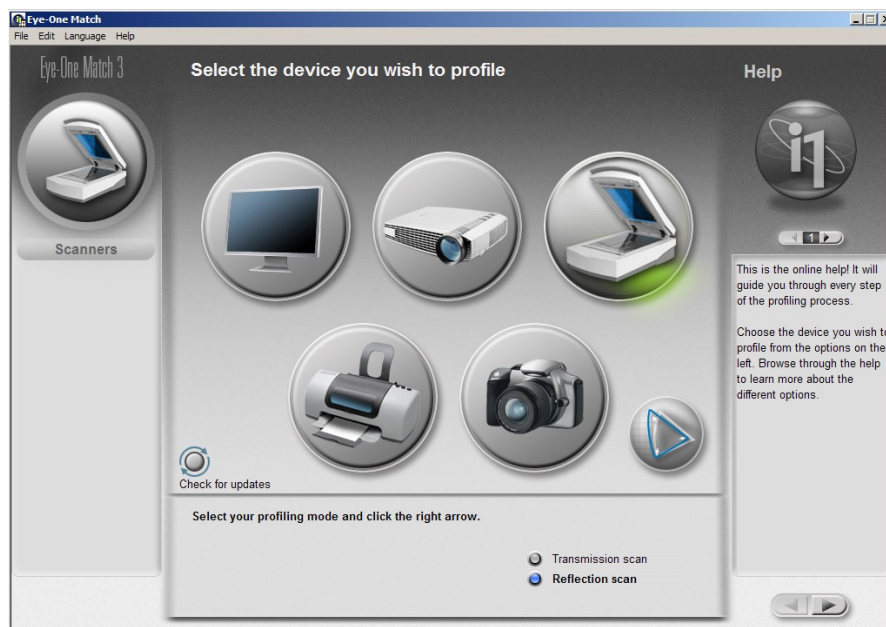 Eye-One Match
File Edit Language Help
Eye-One Match 3
Select the device you wish to profile
Help
i1
Scanners
1
This is the online help! It will
guide you through every step
of the profiling process.
Choose the device you wish to
profile from the options on the
left. Browse through the help
to learn more about the
different options.
Check for updates
Select your profiling mode and click the right arrow.
Transmission scan
Reflection scan